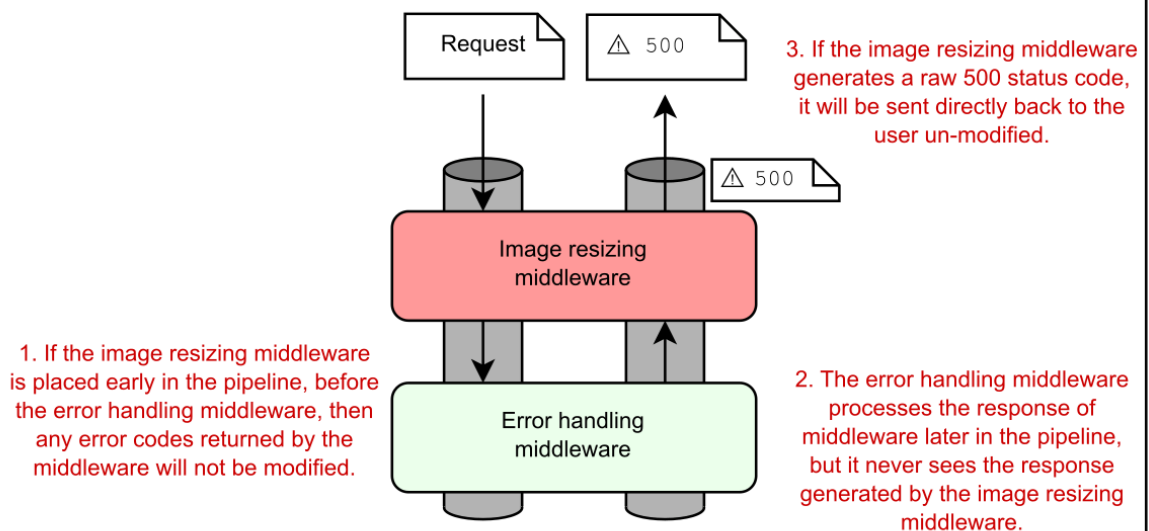 Request
⚠ 500
3. If the image resizing middleware
generates a raw 500 status code,
it will be sent directly back to the
user un-modified.
⚠ 500
Image resizing
middleware
1. If the image resizing middleware
is placed early in the pipeline, before
the error handling middleware, then
any error codes returned by the
middleware will not be modified.
Error handling
middleware
2. The error handling middleware
processes the response of
middleware later in the pipeline,
but it never sees the response
generated by the image resizing
middleware.